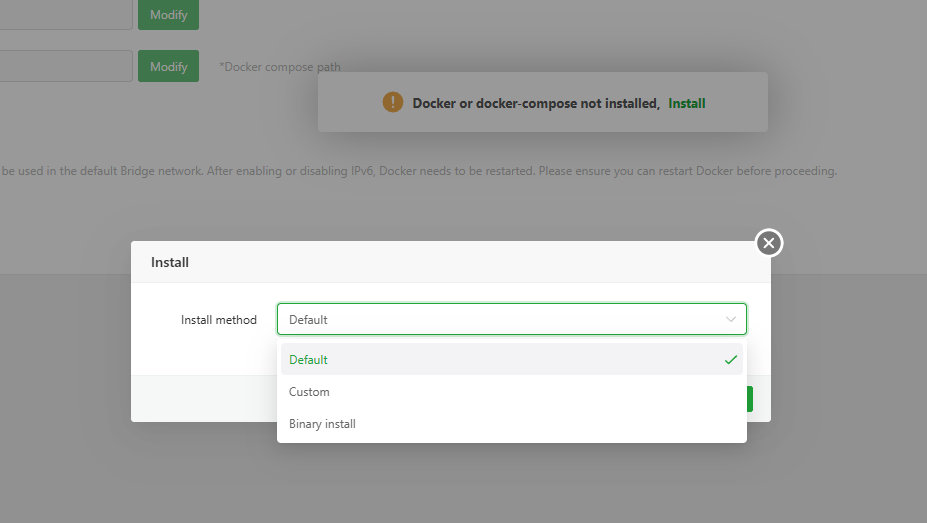 Modify
Modify
*Docker compose path
Docker or docker-compose not installed, Install
be used in the default Bridge network. After enabling or disabling IPv6, Docker needs to be restarted. Please ensure you can restart Docker before proceeding.
Install
Install method
Default
Default
Custom
Binary install